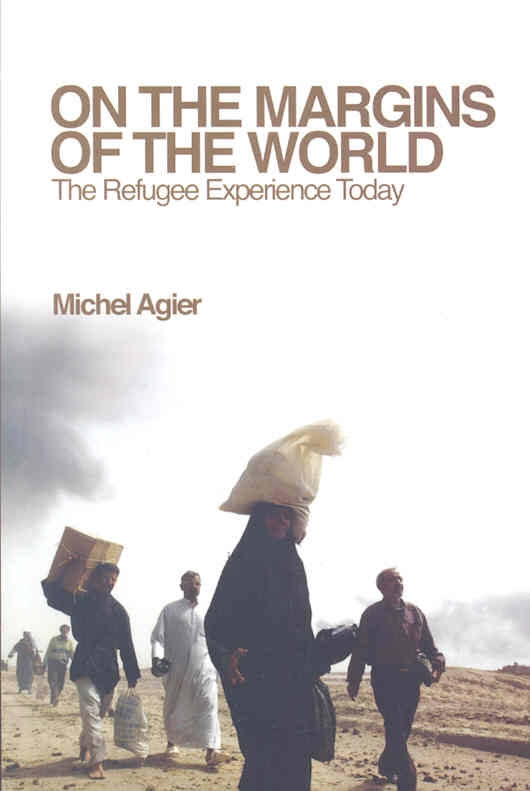 ON THE MARGINS
OF THE WORLD
The Refugee Experience Today
Michel Agier